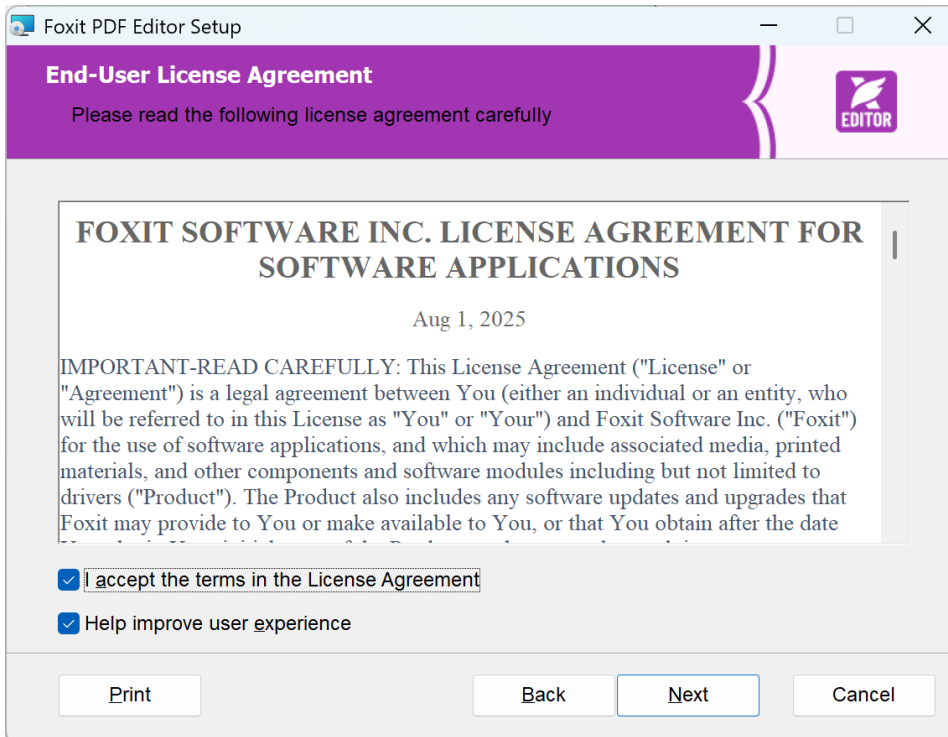 Foxit PDF Editor Setup
End-User License Agreement
Please read the following license agreement carefully
EDITOR
FOXIT SOFTWARE INC. LICENSE AGREEMENT FOR
SOFTWARE APPLICATIONS
Aug 1, 2025
IMPORTANT-READ CAREFULLY: This License Agreement ("License" or
"Agreement") is a legal agreement between You (either an individual or an entity, who
will be referred to in this License as "You" or "Your") and Foxit Software Inc. ("Foxit")
for the use of software applications, and which may include associated media, printed
materials, and other components and software modules including but not limited to
drivers ("Product"). The Product also includes any software updates and upgrades that
Foxit may provide to You or make available to You, or that You obtain after the date
I accept the terms in the License Agreement
Help improve user experience
Print
Back
Next
Cancel